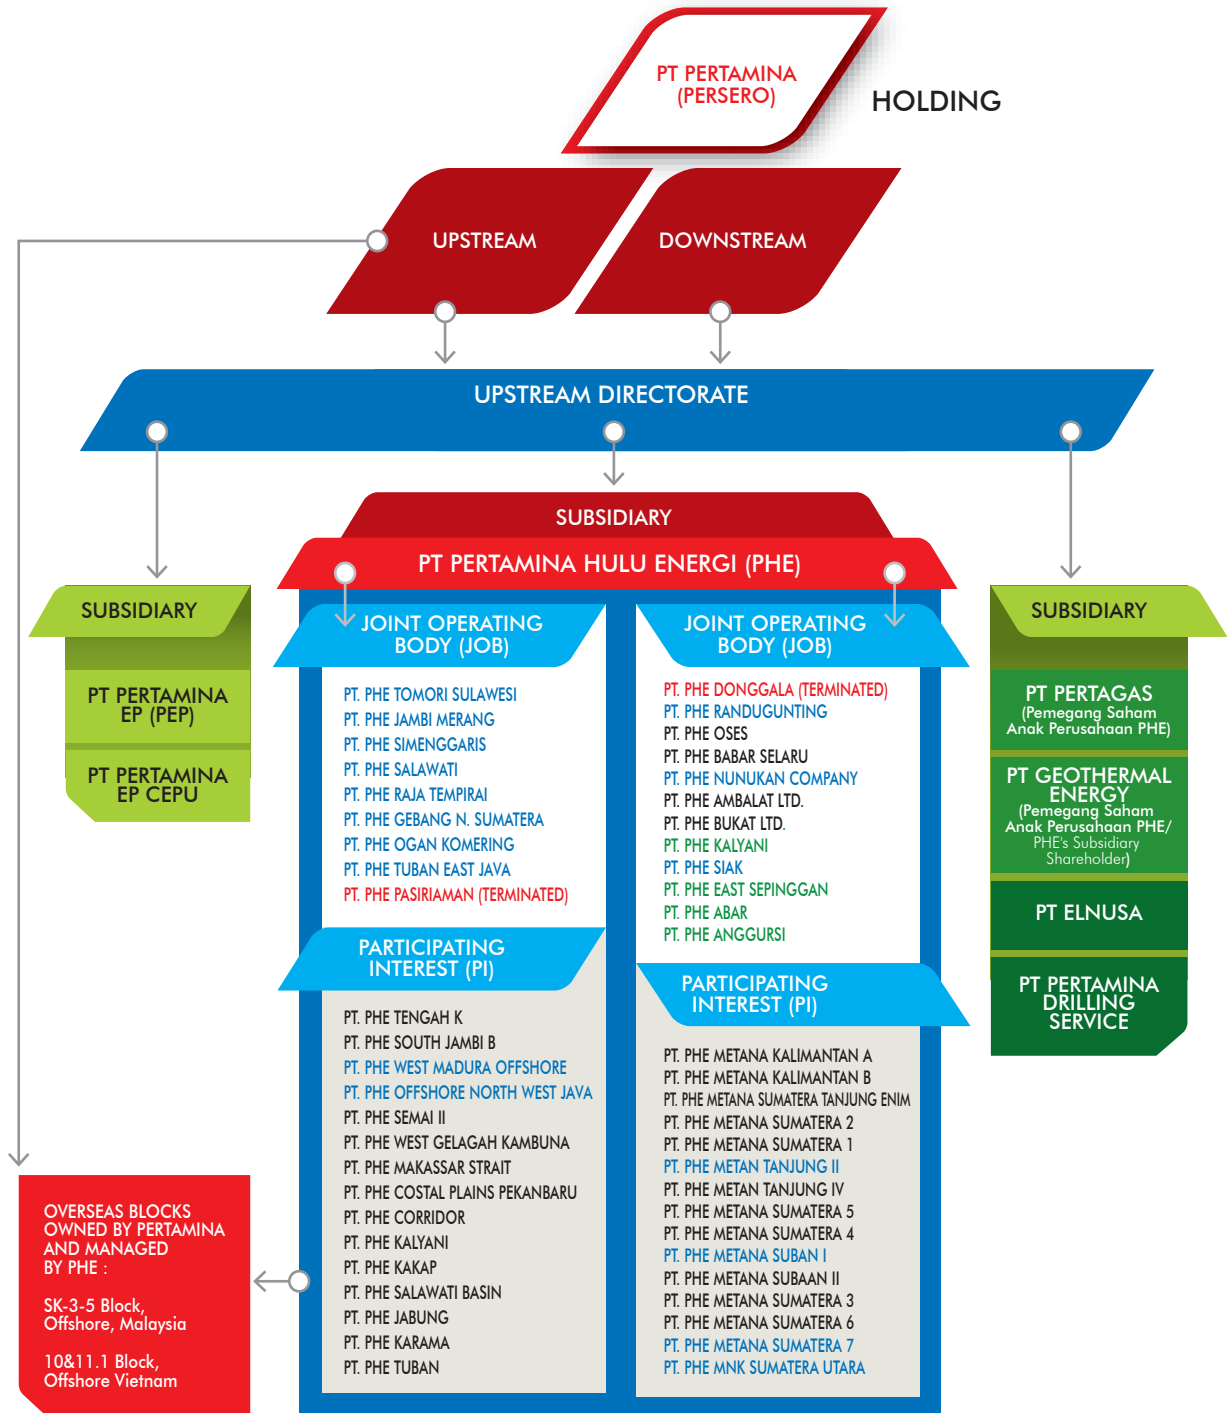 PT PERTAMINA
(PERSERO)
HOLDING
UPSTREAM
DOWNSTREAM
UPSTREAM DIRECTORATE
SUBSIDIARY
PT PERTAMINA HULU ENERGI (PHE)
SUBSIDIARY
PT PERTAMINA
EP (PEP)
PT PERTAMINA
EP CEPU
JOINT OPERATING
BODY (JOB)
PT. PHE TOMORI SULAWESI
PT. PHE JAMBI MERANG
PT. PHE SIMENGGARIS
PT. PHE SALAWATI
PT. PHE RAJA TEMPIRAI
PT. PHE GEBANG N. SUMATERA
PT. PHE OGAN KOMERING
PT. PHE TUBAN EAST JAVA
PT. PHE PASIRIAMAN (TERMINATED)
PARTICIPATING
INTEREST (PI)
PT. PHE TENGAH K
PT. PHE SOUTH JAMBI B
PT. PHE WEST MADURA OFFSHORE
PT. PHE OFFSHORE NORTH WEST JAVA
PT. PHE SEMAI II
PT. PHE WEST GELAGAH KAMBUNA
PT. PHE MAKASSAR STRAIT
PT. PHE COSTAL PLAINS PEKANBARU
PT. PHE CORRIDOR
PT. PHE KALYANI
PT. PHE KAKAP
PT. PHE SALAWATI BASIN
PT. PHE JABUNG
PT. PHE KARAMA
PT. PHE TUBAN
JOINT OPERATING
BODY (JOB)
PT. PHE DONGGALA (TERMINATED)
PT. PHE RANDUGUNTING
PT. PHE OSES
PT. PHE BABAR SELARU
PT. PHE NUNUKAN COMPANY
PT. PHE AMBALAT LTD.
PT. PHE BUKAT LTD.
PT. PHE KALYANI
PT. PHE SIAK
PT. PHE EAST SEPINGGAN
PT. PHE ABAR
PT. PHE ANGGURSI
PARTICIPATING
INTEREST (PI)
PT. PHE METANA KALIMANTAN A
PT. PHE METANA KALIMANTAN B
PT. PHE METANA SUMATERA TANJUNG ENIM
PT. PHE METANA SUMATERA 2
PT. PHE METANA SUMATERA 1
PT. PHE METAN TANJUNG II
PT. PHE METAN TANJUNG IV
PT. PHE METANA SUMATERA 5
PT. PHE METANA SUMATERA 4
PT. PHE METANA SUBAN I
PT. PHE METANA SUBAAN II
PT. PHE METANA SUMATERA 3
PT. PHE METANA SUMATERA 6
PT. PHE METANA SUMATERA 7
PT. PHE MNK SUMATERA UTARA
SUBSIDIARY
PT PERTAGAS
(Pemegang Saham
Anak Perusahaan PHE)
PT GEOTHERMAL
ENERGY
(Pemegang Saham
Anak Perusahaan PHE/
PHE's Subsidiary
Shareholder)
PT ELNUSA
PT PERTAMINA
DRILLING
SERVICE
OVERSEAS BLOCKS
OWNED BY PERTAMINA
AND MANAGED
BY PHE :
SK-3-5 Block,
Offshore, Malaysia
10&11.1 Block,
Offshore Vietnam